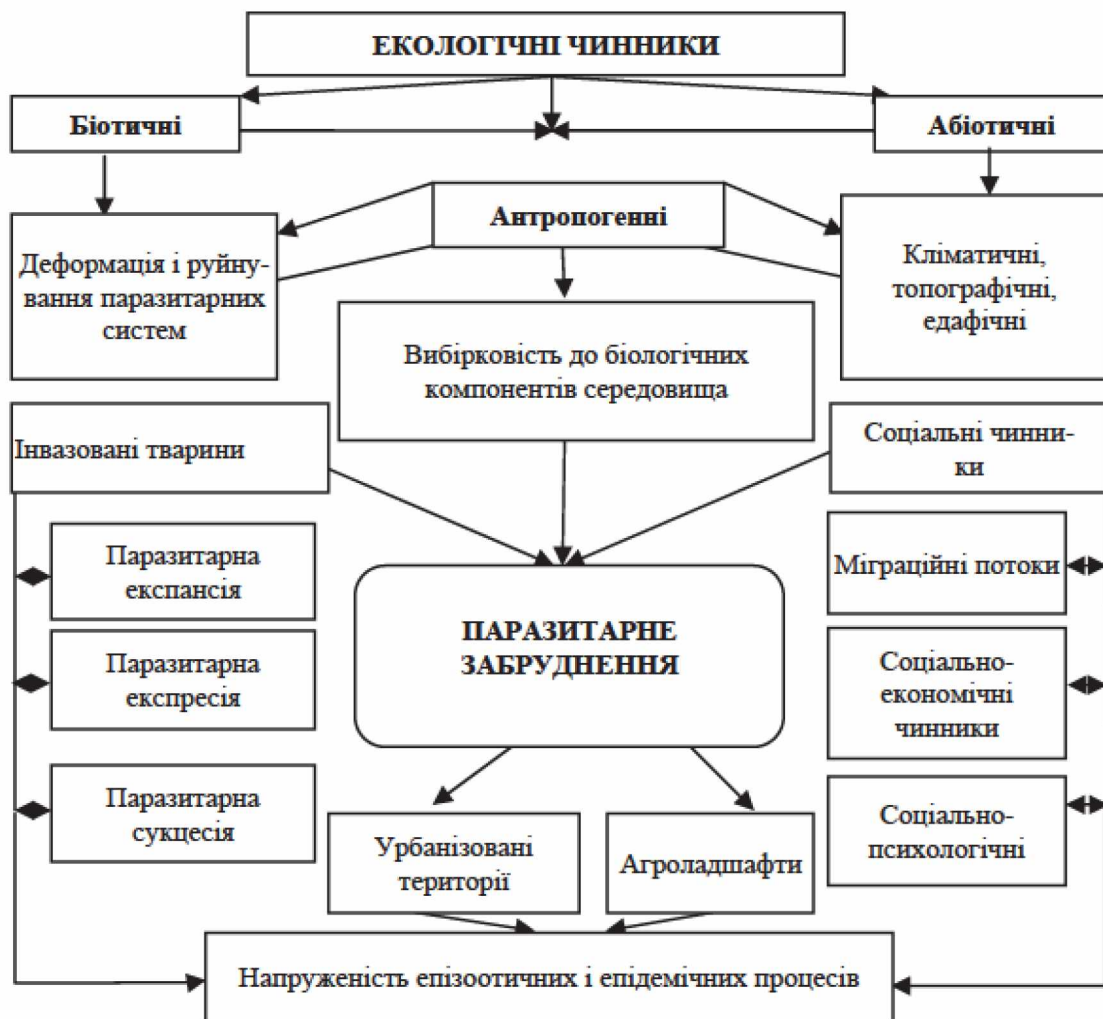 ЕКОЛОГІЧНІ ЧИННИКИ
Біотичні
Абіотичні
Антропогенні
Деформація і руйну-
вання паразитарних
систем
Кліматичні,
топографічні,
едафічні
Вибірковість до біологічних
компонентів середовища
Інвазовані тварини
Соціальні чинни-
ки
Паразитарна
експансія
Міграційні потоки
ПАРАЗИТАРНЕ
ЗАБРУДНЕННЯ
Паразитарна
експресія
Соціально-
економічні
чинники
Паразитарна
сукцесія
Соціально-
психологічні
Урбанізовані
території
Агроладшафти
Напруженість епізоотичних і епідемічних процесів